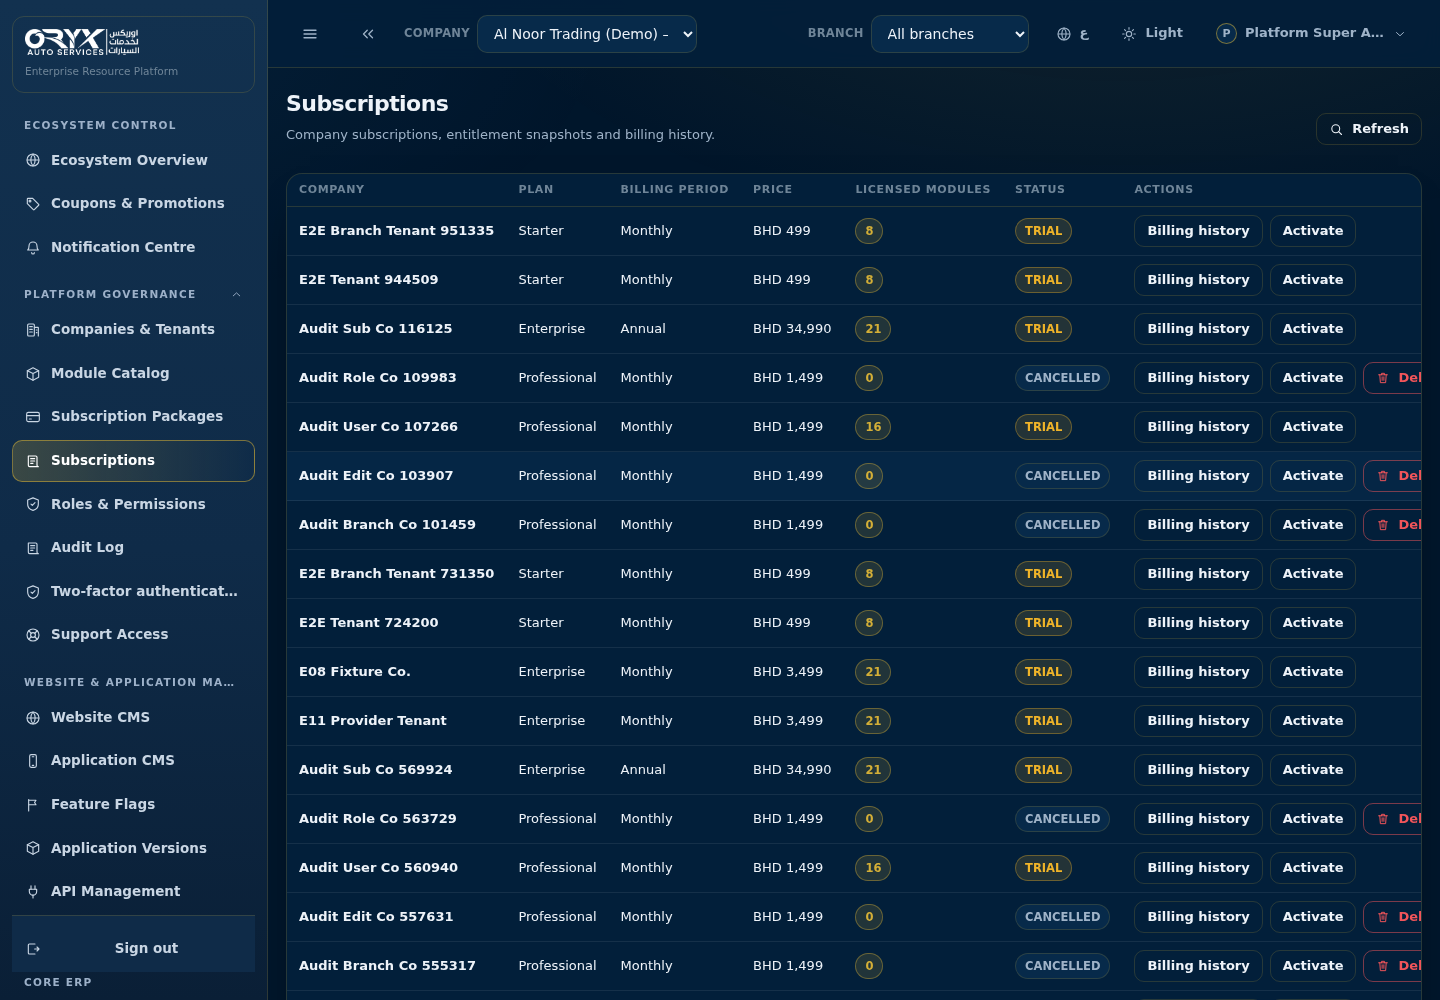 ORYX
AUTO SERVICES
اوريكس
لخدمات
السيارات
Enterprise Resource Platform
COMPANY
Al Noor Trading (Demo) –
BRANCH
All branches
ع
Light
P
Platform Super A...
ECOSYSTEM CONTROL
Ecosystem Overview
Coupons & Promotions
Notification Centre
PLATFORM GOVERNANCE
Companies & Tenants
Module Catalog
Subscription Packages
Subscriptions
Roles & Permissions
Audit Log
Two-factor authenticat...
Support Access
WEBSITE & APPLICATION MA...
Website CMS
Application CMS
Feature Flags
Application Versions
API Management
Sign out
CORE ERP
Subscriptions
Company subscriptions, entitlement snapshots and billing history.
Refresh
COMPANY PLAN BILLING PERIOD PRICE LICENSED MODULES STATUS ACTIONS
E2E Branch Tenant 951335 Starter Monthly BHD 499 8 TRIAL Billing history Activate
E2E Tenant 944509 Starter Monthly BHD 499 8 TRIAL Billing history Activate
Audit Sub Co 116125 Enterprise Annual BHD 34,990 21 TRIAL Billing history Activate
Audit Role Co 109983 Professional Monthly BHD 1,499 0 CANCELLED Billing history Activate Del
Audit User Co 107266 Professional Monthly BHD 1,499 16 TRIAL Billing history Activate
Audit Edit Co 103907 Professional Monthly BHD 1,499 0 CANCELLED Billing history Activate Del
Audit Branch Co 101459 Professional Monthly BHD 1,499 0 CANCELLED Billing history Activate Del
E2E Branch Tenant 731350 Starter Monthly BHD 499 8 TRIAL Billing history Activate
E2E Tenant 724200 Starter Monthly BHD 499 8 TRIAL Billing history Activate
E08 Fixture Co. Enterprise Monthly BHD 3,499 21 TRIAL Billing history Activate
E11 Provider Tenant Enterprise Monthly BHD 3,499 21 TRIAL Billing history Activate
Audit Sub Co 569924 Enterprise Annual BHD 34,990 21 TRIAL Billing history Activate
Audit Role Co 563729 Professional Monthly BHD 1,499 0 CANCELLED Billing history Activate Del
Audit User Co 560940 Professional Monthly BHD 1,499 16 TRIAL Billing history Activate
Audit Edit Co 557631 Professional Monthly BHD 1,499 0 CANCELLED Billing history Activate Del
Audit Branch Co 555317 Professional Monthly BHD 1,499 0 CANCELLED Billing history Activate Del